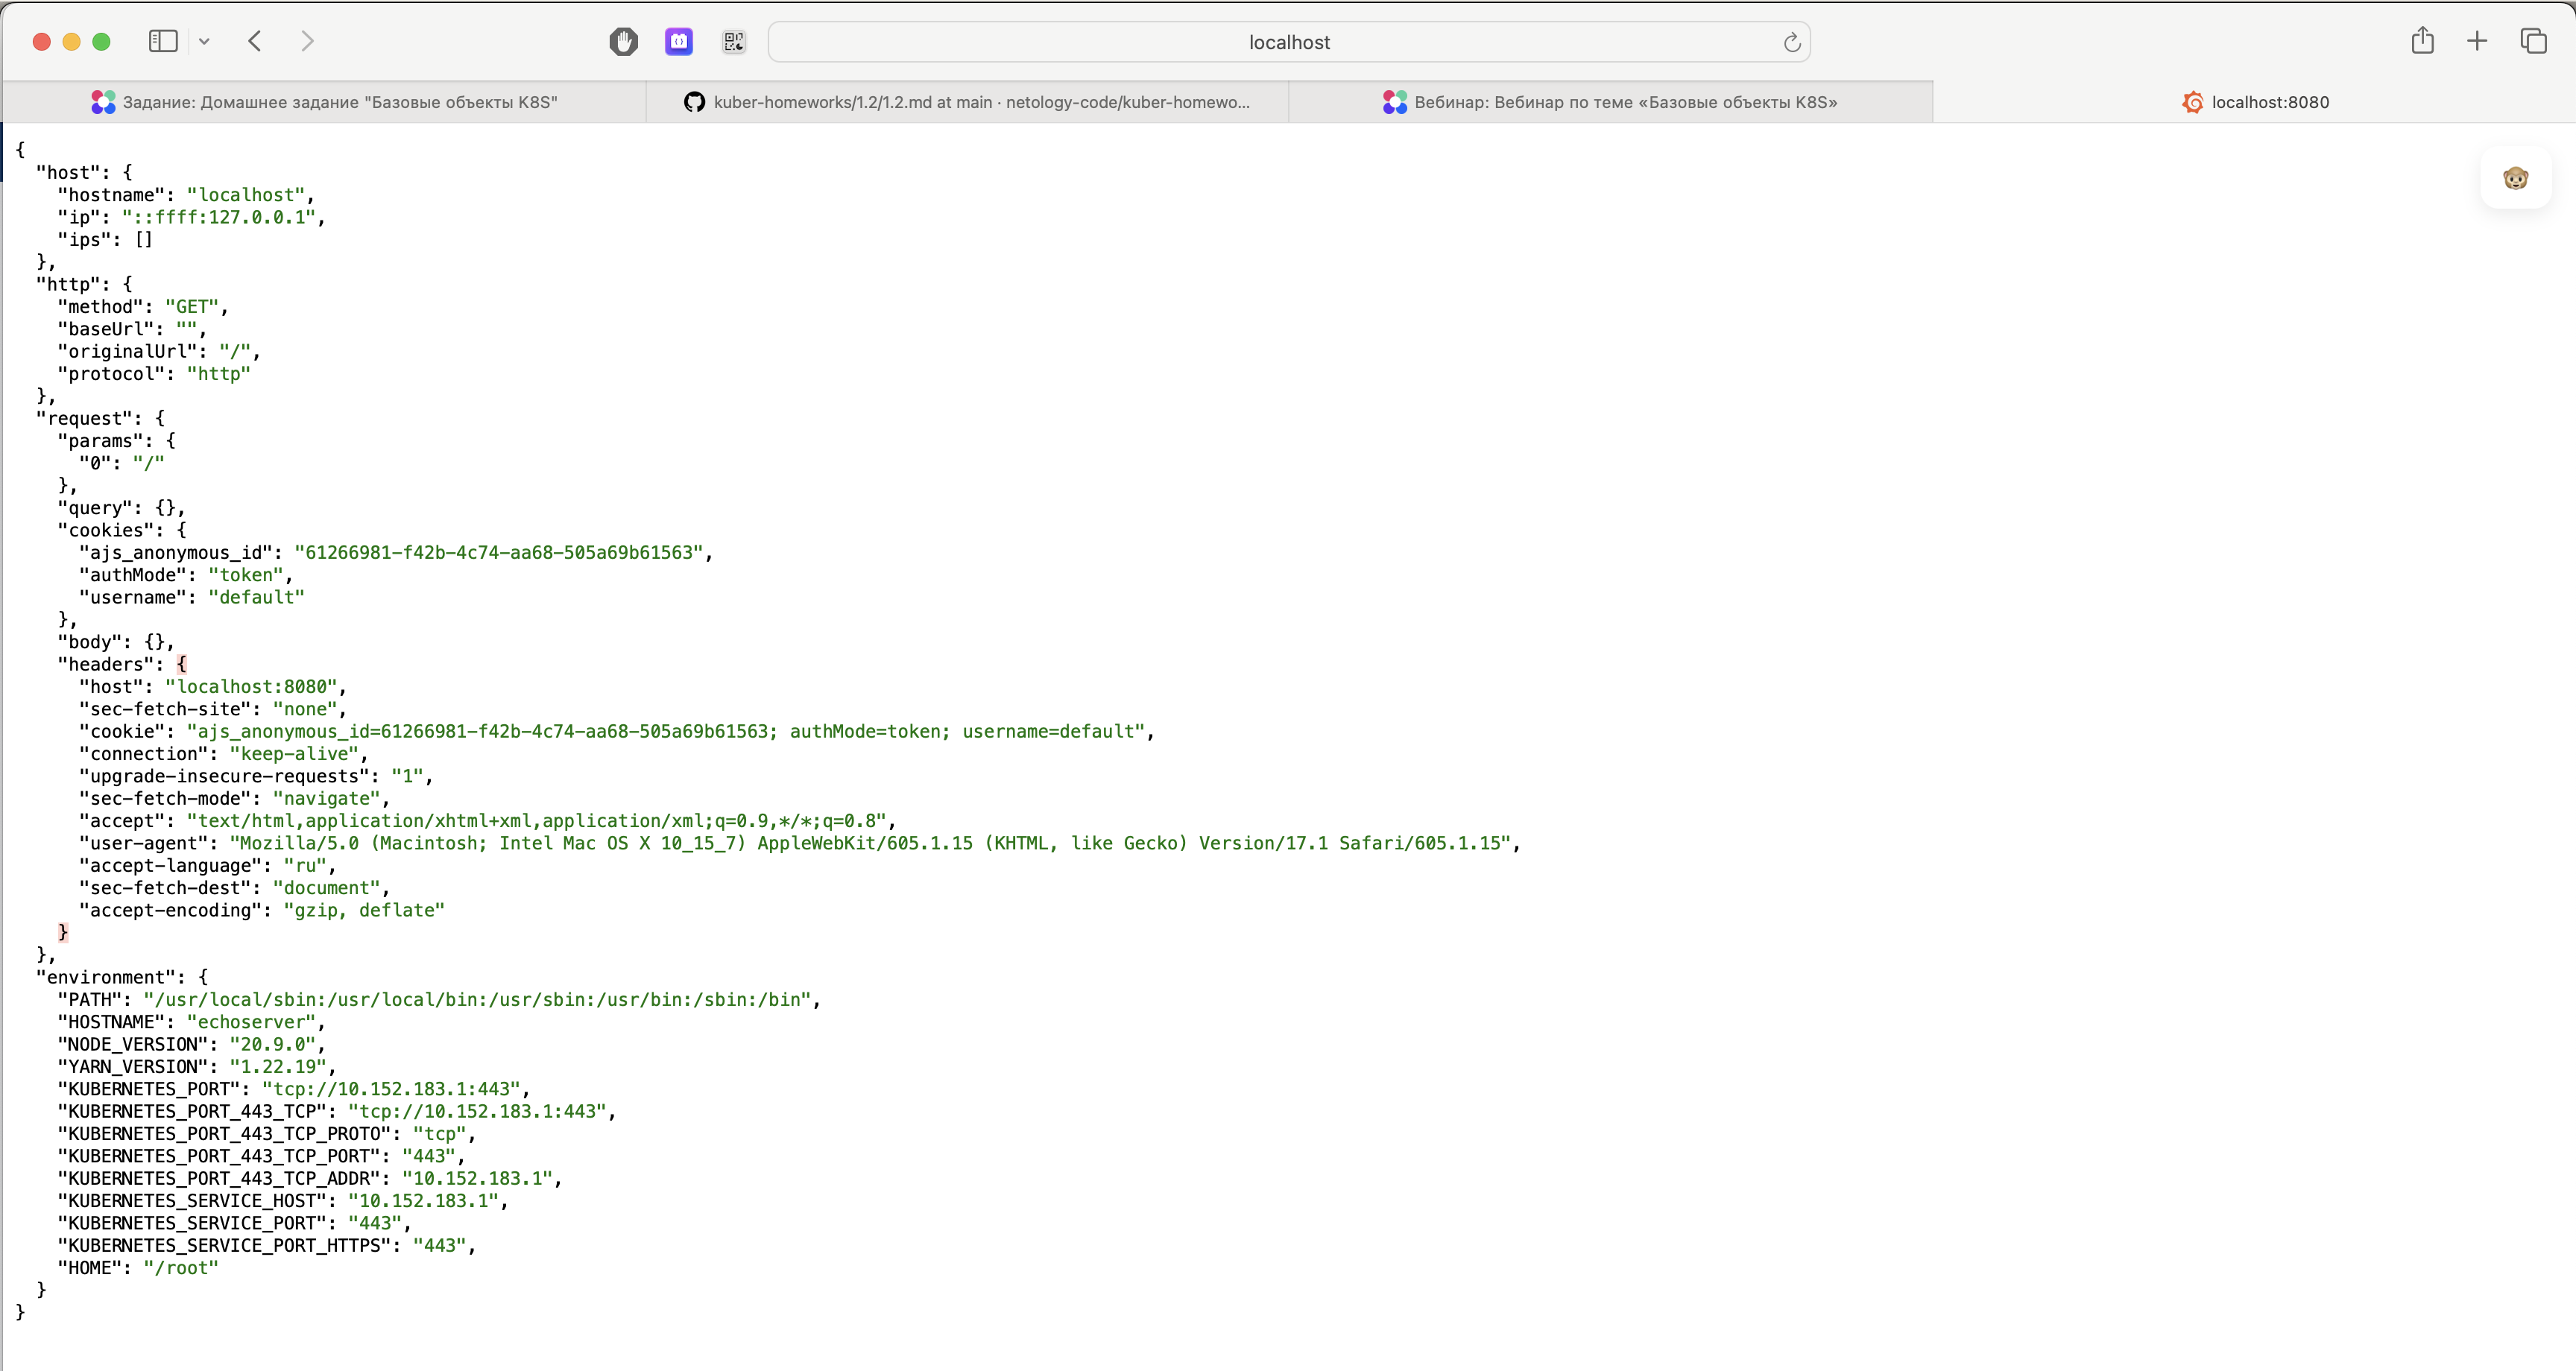 localhost
Задание: Домашнее задание "Базовые объекты K8S"
kuber-homeworks/1.2/1.2.md at main · netology-code/kuber-homewo...
Вебинар: Вебинар по теме «Базовые объекты K8S»
localhost:8080
{
  "host": {
    "hostname": "localhost",
    "ip": "::ffff:127.0.0.1",
    "ips": []
  },
  "http": {
    "method": "GET",
    "baseUrl": "",
    "originalUrl": "/",
    "protocol": "http"
  },
  "request": {
    "params": {
      "0": "/"
    },
    "query": {},
    "cookies": {
      "ajs_anonymous_id": "61266981-f42b-4c74-aa68-505a69b61563",
      "authMode": "token",
      "username": "default"
    },
    "body": {},
    "headers": {
      "host": "localhost:8080",
      "sec-fetch-site": "none",
      "cookie": "ajs_anonymous_id=61266981-f42b-4c74-aa68-505a69b61563; authMode=token; username=default",
      "connection": "keep-alive",
      "upgrade-insecure-requests": "1",
      "sec-fetch-mode": "navigate",
      "accept": "text/html,application/xhtml+xml,application/xml;q=0.9,*/*;q=0.8",
      "user-agent": "Mozilla/5.0 (Macintosh; Intel Mac OS X 10_15_7) AppleWebKit/605.1.15 (KHTML, like Gecko) Version/17.1 Safari/605.1.15",
      "accept-language": "ru",
      "sec-fetch-dest": "document",
      "accept-encoding": "gzip, deflate"
    }
  },
  "environment": {
    "PATH": "/usr/local/sbin:/usr/local/bin:/usr/sbin:/usr/bin:/sbin:/bin",
    "HOSTNAME": "echoserver",
    "NODE_VERSION": "20.9.0",
    "YARN_VERSION": "1.22.19",
    "KUBERNETES_PORT": "tcp://10.152.183.1:443",
    "KUBERNETES_PORT_443_TCP": "tcp://10.152.183.1:443",
    "KUBERNETES_PORT_443_TCP_PROTO": "tcp",
    "KUBERNETES_PORT_443_TCP_PORT": "443",
    "KUBERNETES_PORT_443_TCP_ADDR": "10.152.183.1",
    "KUBERNETES_SERVICE_HOST": "10.152.183.1",
    "KUBERNETES_SERVICE_PORT": "443",
    "KUBERNETES_SERVICE_PORT_HTTPS": "443",
    "HOME": "/root"
  }
}